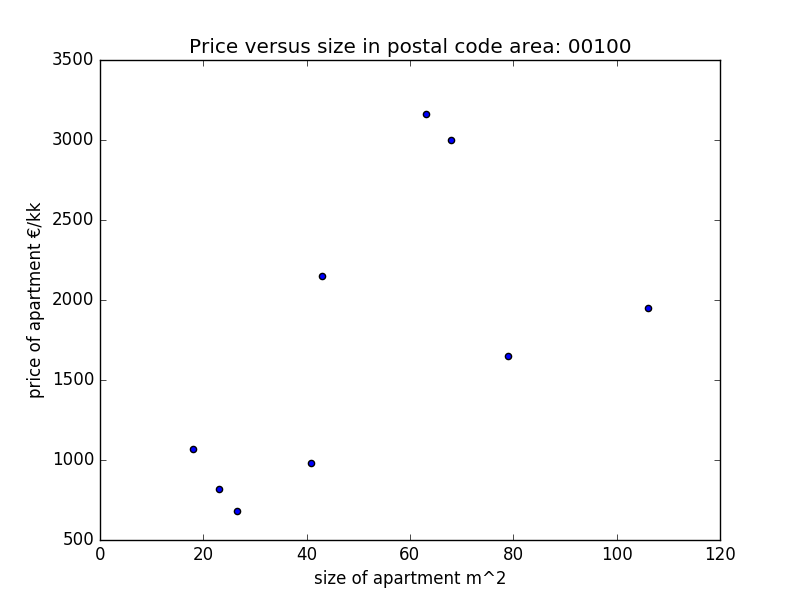 Price versus size in postal code area: 00100
3500
3000
2500
2000
1500
1000
500
price of apartment €/kk
0 20 40 60 80 100 120
size of apartment m^2